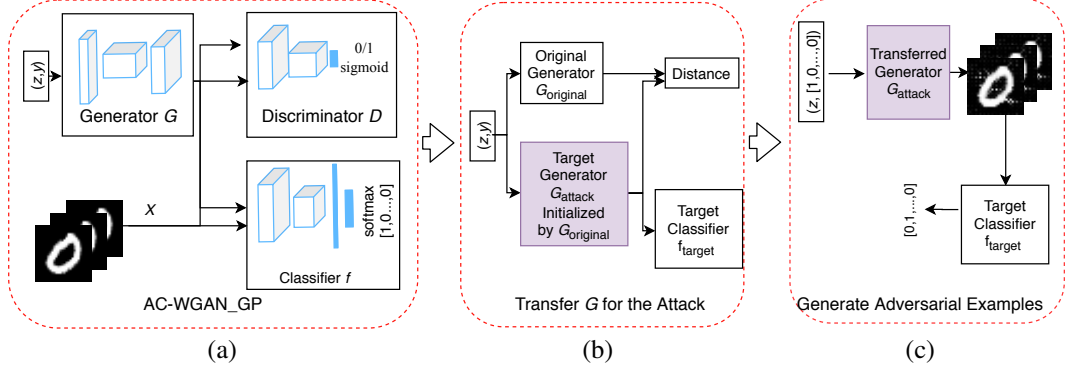 (z,y)
Generator G
0/1
sigmoid
Discriminator D
X
softmax
[1,0...,0]
Classifier f
AC-WGAN_GP
(a)
(z,y)
Original
Generator
G_original
Distance
Target
Generator
G_attack
Initialized
by G_original
Target
Classifier
f_target
Transfer G for the Attack
(b)
(z, [1,0,...,0])
Transferred
Generator
G_attack
[0,1,...,0]
Target
Classifier
f_target
Generate Adversarial Examples
(c)